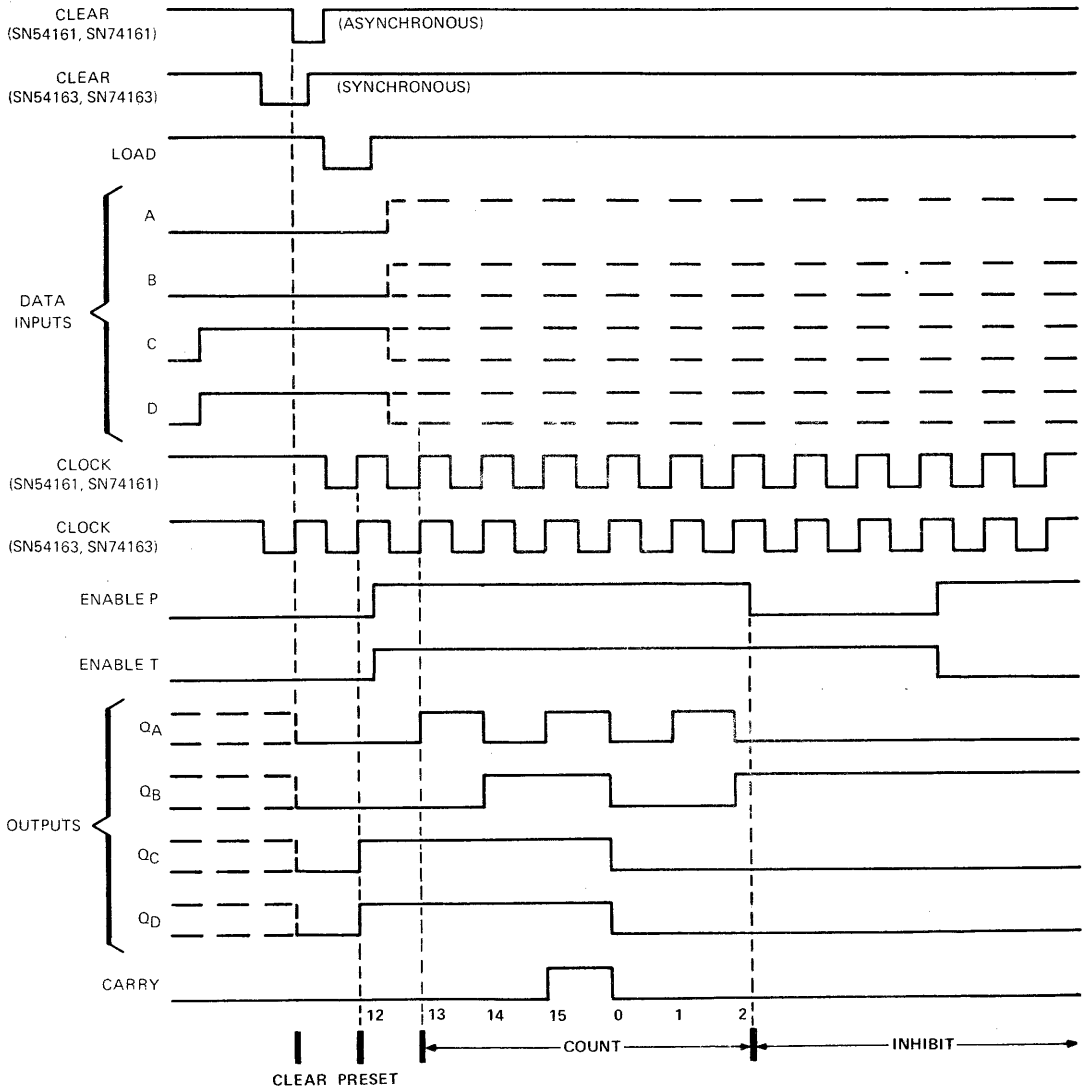 CLEAR
(SN54161, SN74161)
(ASYNCHRONOUS)
CLEAR
(SN54163, SN74163)
(SYNCHRONOUS)
LOAD
DATA
INPUTS
A
B
C
D
CLOCK
(SN54161, SN74161)
CLOCK
(SN54163, SN74163)
ENABLE P
ENABLE T
OUTPUTS
QA
QB
QC
QD
CARRY
12 13 14 15 0 1 2
COUNT
INHIBIT
CLEAR PRESET